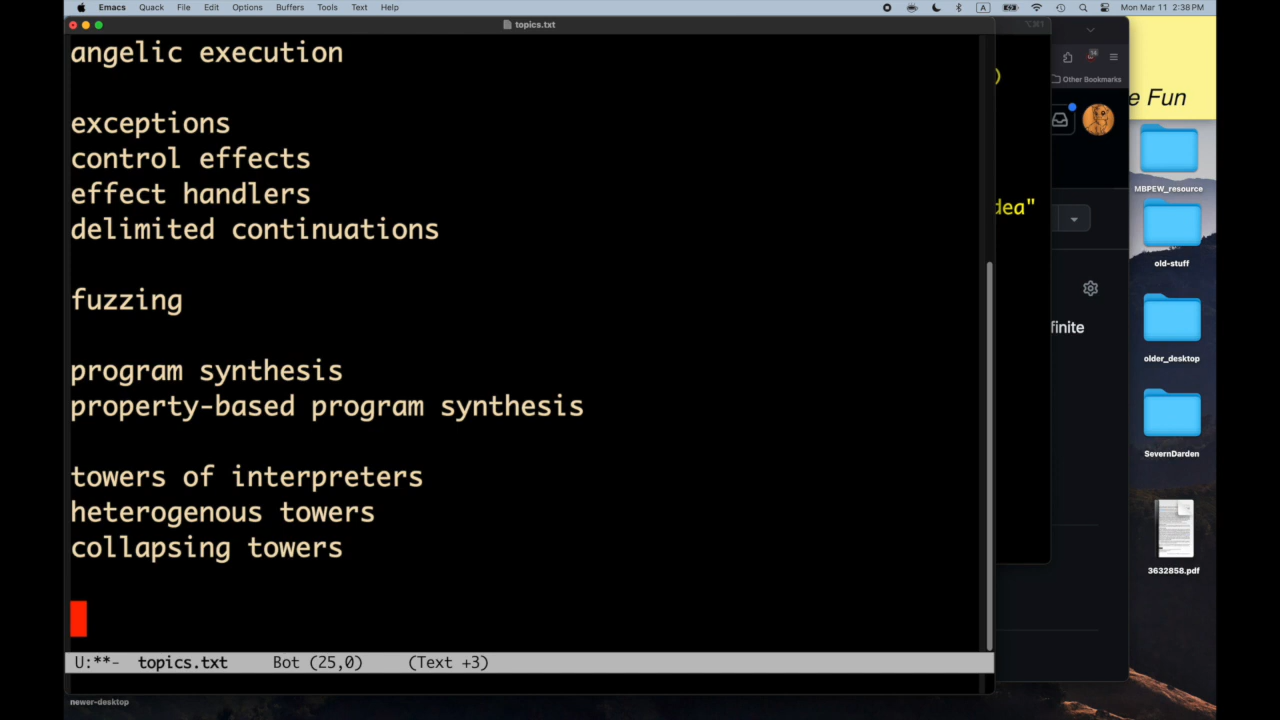 Emacs Quack File Edit Options Buffers Tools Text Help
A
Mon Mar 11 2:38 PM
topics.txt
⌥⌘1
angelic execution
exceptions
control effects
effect handlers
delimited continuations
fuzzing
program synthesis
property-based program synthesis
towers of interpreters
heterogenous towers
collapsing towers
U:**- topics.txt Bot (25,0) (Text +3)
newer-desktop
)
dea"
14
Other Bookmarks
finite
e Fun
MBPEW_resource
old-stuff
older_desktop
SevernDarden
3632858.pdf